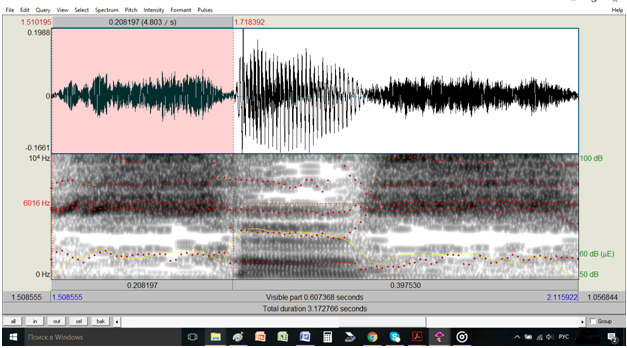 File Edit Query View Select Spectrum Pitch Intensity Formant Pulses Help
1.510195 0.208197 (4.803 / s) 1.718392
0.1988
0
-0.1661
10⁴ Hz 100 dB
6016 Hz
60 dB (µE)
0 Hz 50 dB
0.208197 0.397530
1.508555 1.508555 Visible part 0.607368 seconds 2.115922 1.056844
Total duration 3.172766 seconds
all in out sel bak Group
Поиск в Windows РУС